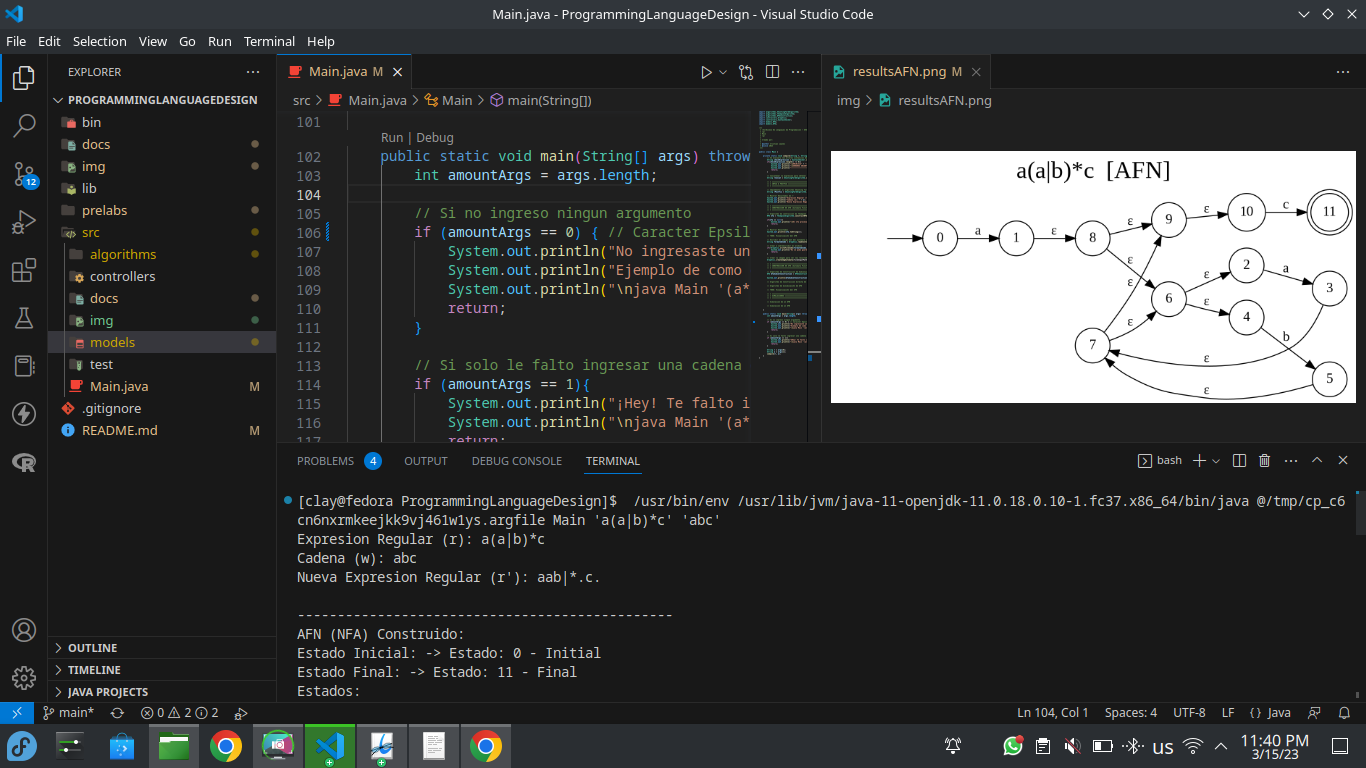 Main.java - ProgrammingLanguageDesign - Visual Studio Code
File Edit Selection View Go Run Terminal Help
EXPLORER
PROGRAMMINGLANGUAGEDESIGN
bin
docs
img
lib
prelabs
src
algorithms
controllers
docs
img
models
test
Main.java M
.gitignore
README.md M
OUTLINE
TIMELINE
JAVA PROJECTS
12
Main.java M
src > Main.java > Main > main(String[])
101
Run | Debug
102 public static void main(String[] args) throw
103 int amountArgs = args.length;
104
105 // Si no ingreso ningun argumento
106 if (amountArgs == 0) { // Caracter Epsil
107 System.out.println("No ingresaste un
108 System.out.println("Ejemplo de como
109 System.out.println("\njava Main '(a*
110 return;
111 }
112
113 // Si solo le falto ingresar una cadena
114 if (amountArgs == 1){
115 System.out.println("¡Hey! Te falto i
116 System.out.println("\njava Main '(a*
117 return;
resultsAFN.png M
img > resultsAFN.png
a(a|b)*c [AFN]
0 a 1 ε 8 ε 9 ε 10 c 11
ε 6 ε 2 a 3
ε 4 b 5
7 ε ε
ε
ε
PROBLEMS 4 OUTPUT DEBUG CONSOLE TERMINAL
bash
[clay@fedora ProgrammingLanguageDesign]$ /usr/bin/env /usr/lib/jvm/java-11-openjdk-11.0.18.0.10-1.fc37.x86_64/bin/java @/tmp/cp_c6
cn6nxrmkeejkk9vj461w1ys.argfile Main 'a(a|b)*c' 'abc'
Expresion Regular (r): a(a|b)*c
Cadena (w): abc
Nueva Expresion Regular (r'): aab|*.c.
----------------------------------------------
AFN (NFA) Construido:
Estado Inicial: -> Estado: 0 - Initial
Estado Final: -> Estado: 11 - Final
Estados:
main* 0 2 2
Ln 104, Col 1 Spaces: 4 UTF-8 LF { } Java
us 11:40 PM
3/15/23